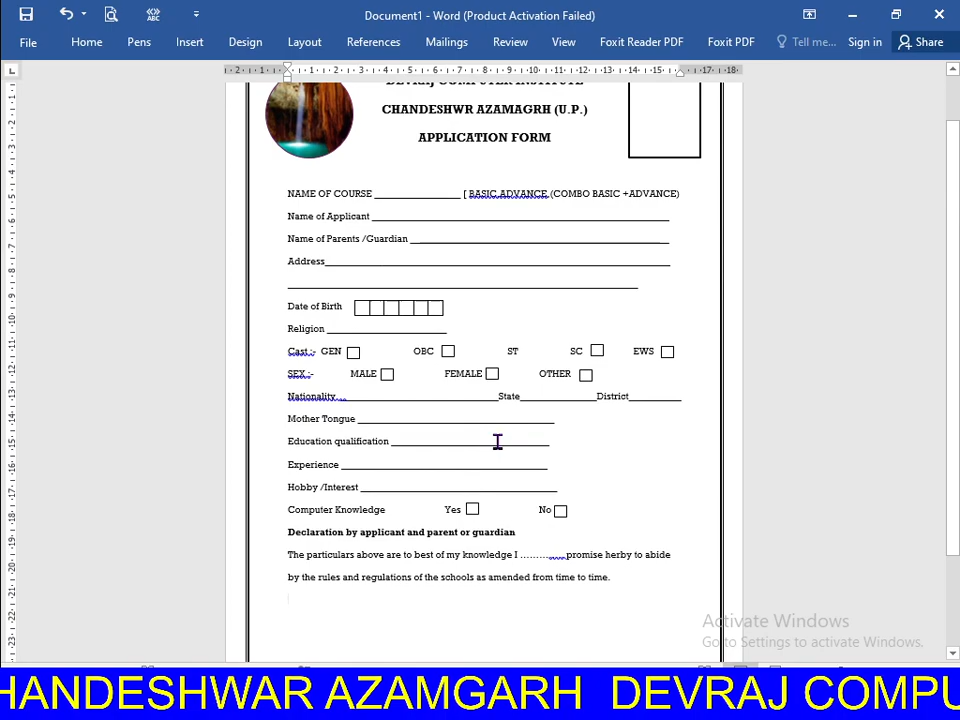 Document1 - Word (Product Activation Failed)
File Home Pens Insert Design Layout References Mailings Review View Foxit Reader PDF Foxit PDF Tell me... Sign in Share
CHANDESHWR AZAMAGRH (U.P.)
APPLICATION FORM
NAME OF COURSE ________________ [ BASIC ADVANCE (COMBO BASIC +ADVANCE)
Name of Applicant
Name of Parents /Guardian
Address
Date of Birth
Religion
Cast :- GEN OBC ST SC EWS
SEX :- MALE FEMALE OTHER
Nationality... State District
Mother Tongue
Education qualification
Experience
Hobby /Interest
Computer Knowledge Yes No
Declaration by applicant and parent or guardian
The particulars above are to best of my knowledge I ............promise herby to abide
by the rules and regulations of the schools as amended from time to time.
Activate Windows
Go to Settings to activate Windows.
HANDESHWAR AZAMGARH DEVRAJ COMPU